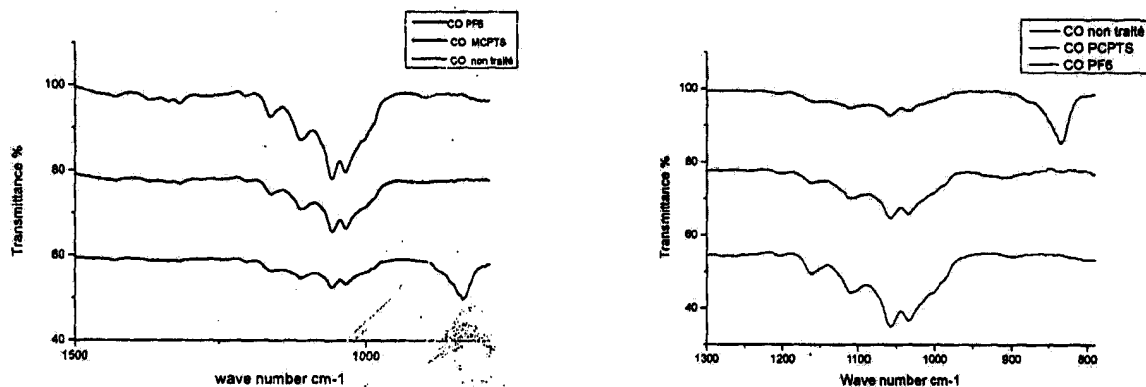 CO PF6
CO MCPTS
CO non traité
100
80
60
40
1500
1000
Transmittance %
wave number cm-1
CO non traité
CO PCPTS
CO PF6
100
80
60
40
1300
1200
1100
1000
900
800
Transmittance %
Wave number cm-1